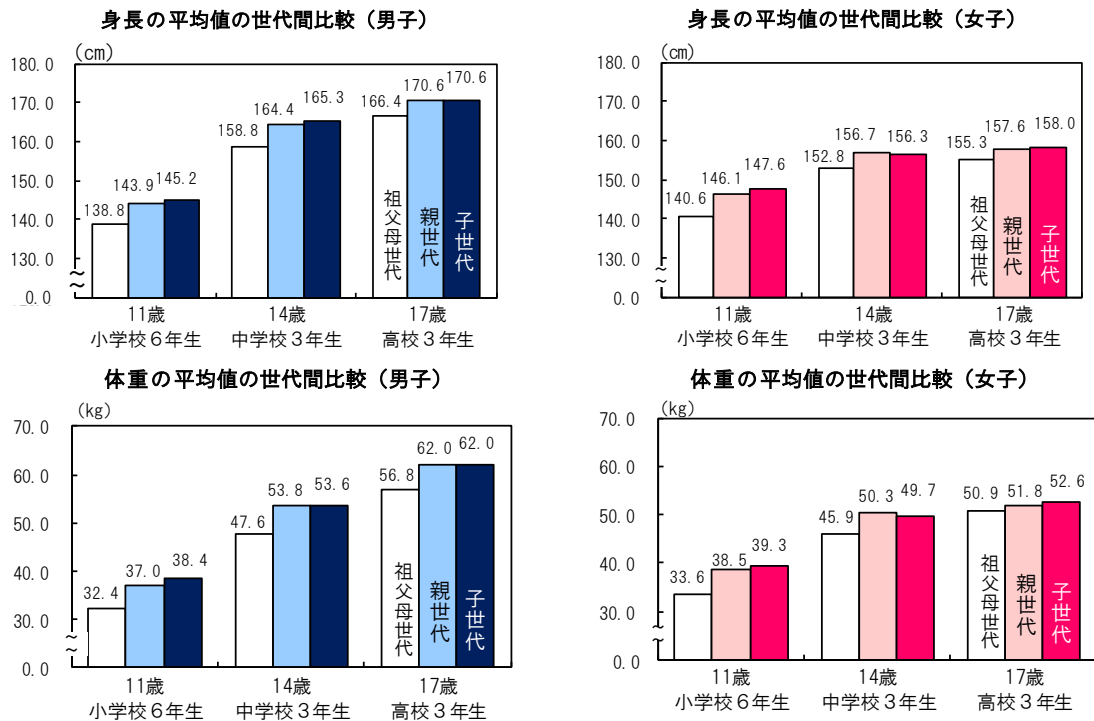 身長の平均値の世代間比較（男子）
（cm）
180.0
170.0
160.0
150.0
140.0
130.0
0.0
138.8
143.9
145.2
158.8
164.4
165.3
166.4
170.6
170.6
祖父母世代
親世代
子世代
11歳
小学校６年生
14歳
中学校３年生
17歳
高校３年生
身長の平均値の世代間比較（女子）
(cm)
180.0
170.0
160.0
150.0
140.0
130.0
0.0
140.6
146.1
147.6
152.8
156.7
156.3
155.3
157.6
158.0
祖父母世代
親世代
子世代
11歳
小学校６年生
14歳
中学校３年生
17歳
高校３年生
体重の平均値の世代間比較（男子）
(kg)
70.0
60.0
50.0
40.0
30.0
0.0
32.4
37.0
38.4
47.6
53.8
53.6
56.8
62.0
62.0
祖父母世代
親世代
子世代
11歳
小学校６年生
14歳
中学校３年生
17歳
高校３年生
体重の平均値の世代間比較（女子）
(kg)
70.0
60.0
50.0
40.0
30.0
0.0
33.6
38.5
39.3
45.9
50.3
49.7
50.9
51.8
52.6
祖父母世代
親世代
子世代
11歳
小学校６年生
14歳
中学校３年生
17歳
高校３年生